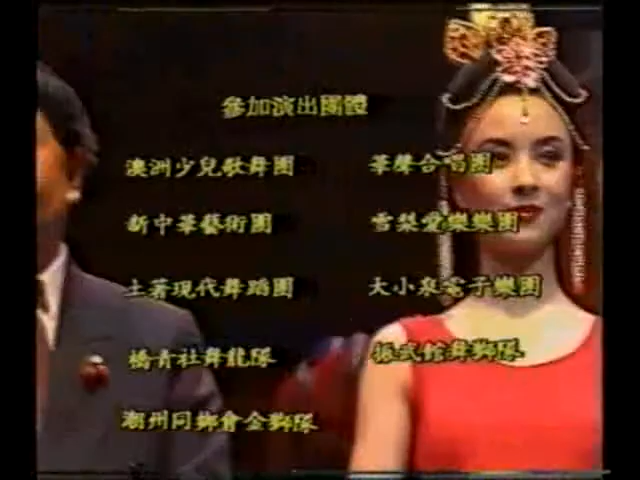 參加演出團體
澳洲少兒歌舞團 華聲合唱團
新中華藝術團 雪梨愛樂樂團
土著現代舞蹈團 大小泉電子樂團
橋青社舞龍隊 振武館舞獅隊
潮州同鄉會金獅隊